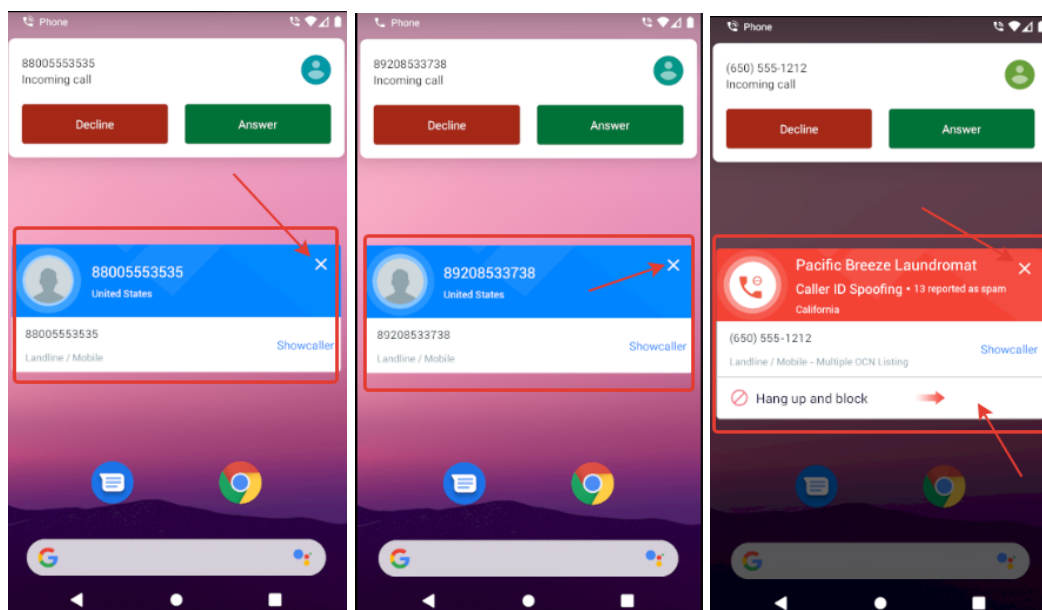 Phone
88005553535
Incoming call
Decline
Answer
88005553535
United States
88005553535
Showcaller
Landline / Mobile
Phone
89208533738
Incoming call
Decline
Answer
89208533738
United States
89208533738
Showcaller
Landline / Mobile
Phone
(650) 555-1212
Incoming call
Decline
Answer
Pacific Breeze Laundromat
Caller ID Spoofing • 13 reported as spam
California
(650) 555-1212
Showcaller
Landline / Mobile - Multiple OCN Listing
Hang up and block